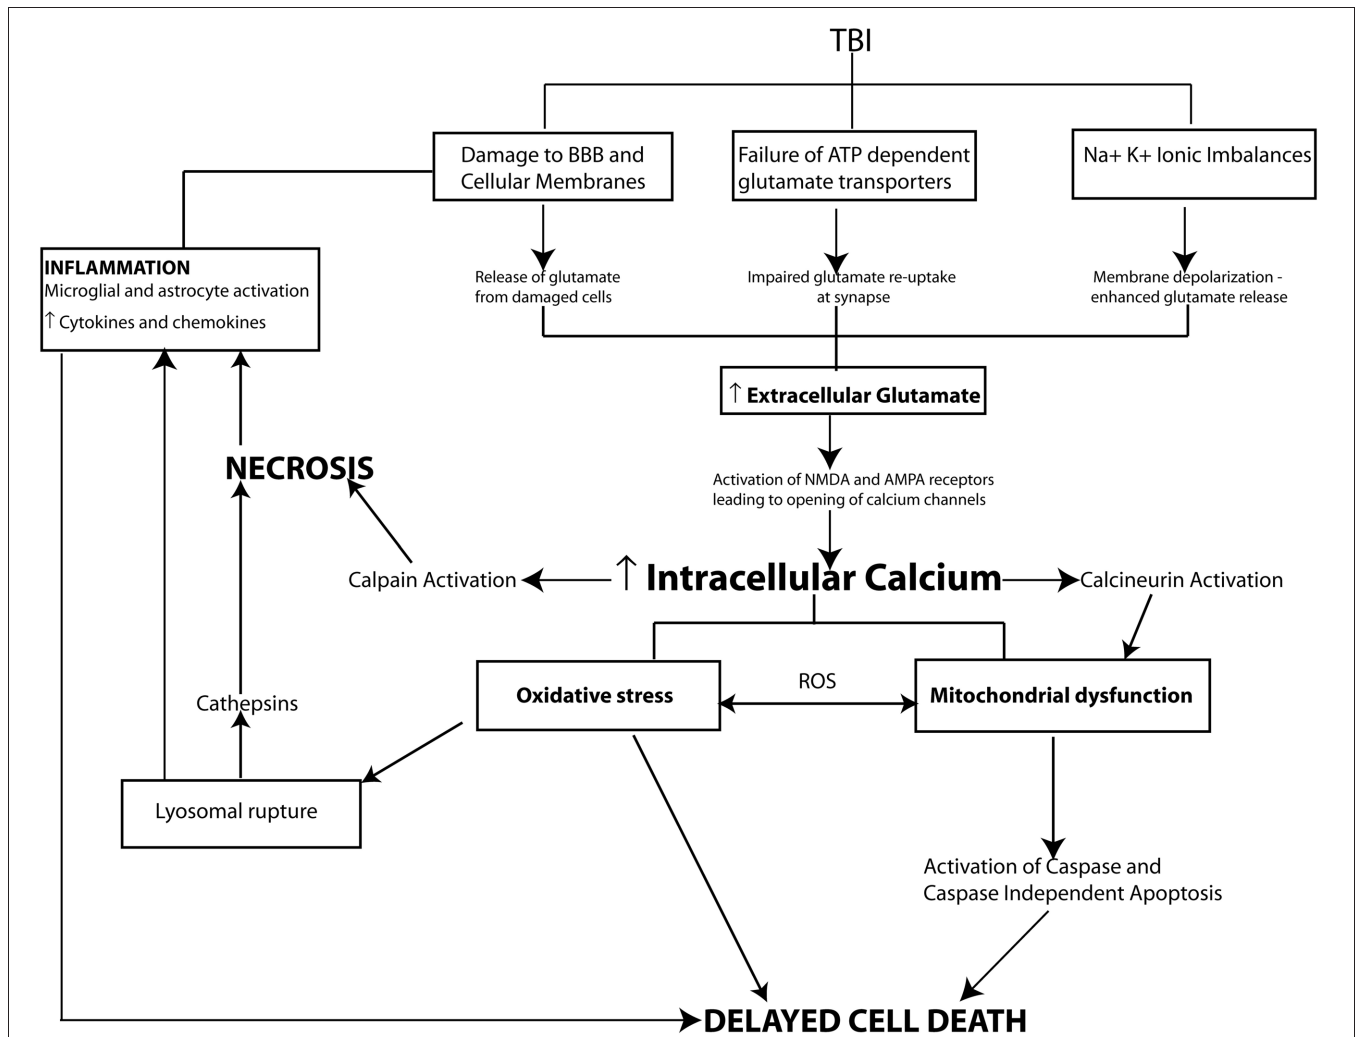 TBI
Damage to BBB and
Cellular Membranes
Failure of ATP dependent
glutamate transporters
Na+ K+ Ionic Imbalances
INFLAMMATION
Microglial and astrocyte activation
↑ Cytokines and chemokines
Release of glutamate
from damaged cells
Impaired glutamate re-uptake
at synapse
Membrane depolarization -
enhanced glutamate release
↑ Extracellular Glutamate
NECROSIS
Activation of NMDA and AMPA receptors
leading to opening of calcium channels
Calpain Activation
↑ Intracellular Calcium
Calcineurin Activation
Cathepsins
Oxidative stress
ROS
Mitochondrial dysfunction
Lyosomal rupture
Activation of Caspase and
Caspase Independent Apoptosis
DELAYED CELL DEATH